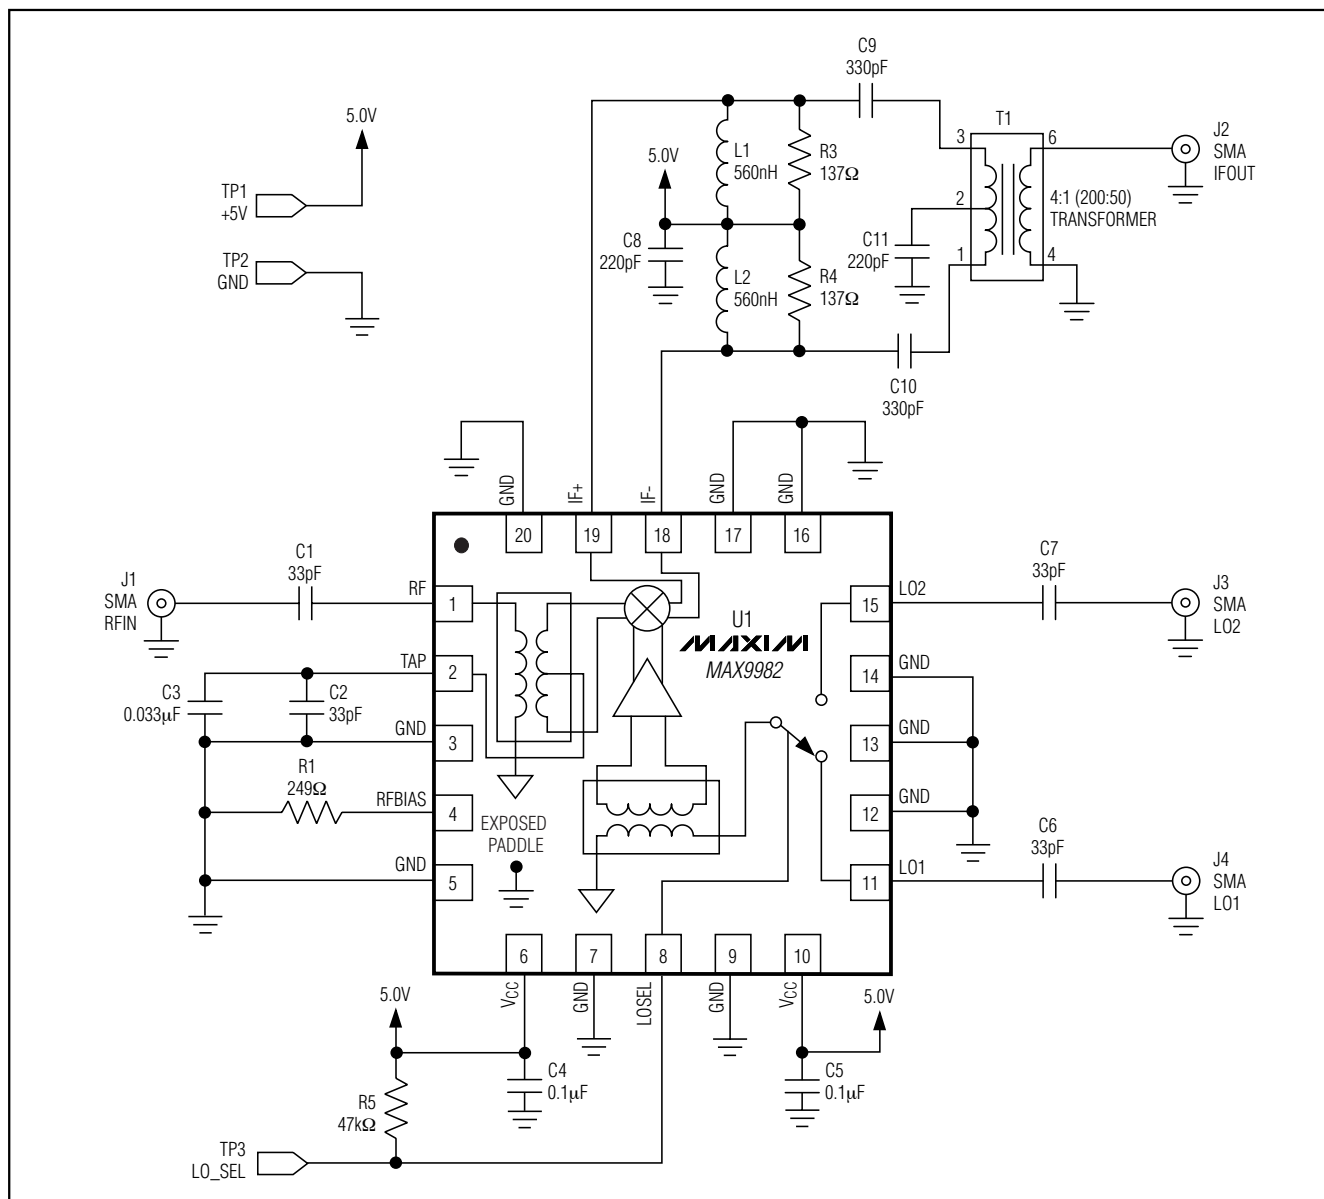 C9
330pF
5.0V
TP1
+5V
TP2
GND
5.0V
C8
220pF
L1
560nH
R3
137Ω
L2
560nH
R4
137Ω
C11
220pF
C10
330pF
T1
3
2
1
6
4
4:1 (200:50)
TRANSFORMER
J2
SMA
IFOUT
GND
IF+
IF-
GND
GND
20
19
18
17
16
J1
SMA
RFIN
C1
33pF
RF
1
TAP
2
C3
0.033µF
C2
33pF
GND
3
R1
249Ω
RFBIAS
4
GND
5
U1
MAXIM
MAX9982
EXPOSED
PADDLE
15
LO2
C7
33pF
J3
SMA
LO2
14
GND
13
GND
12
GND
11
LO1
C6
33pF
J4
SMA
LO1
6
7
8
9
10
VCC
GND
LOSEL
GND
VCC
5.0V
C4
0.1µF
5.0V
C5
0.1µF
R5
47kΩ
TP3
LO_SEL